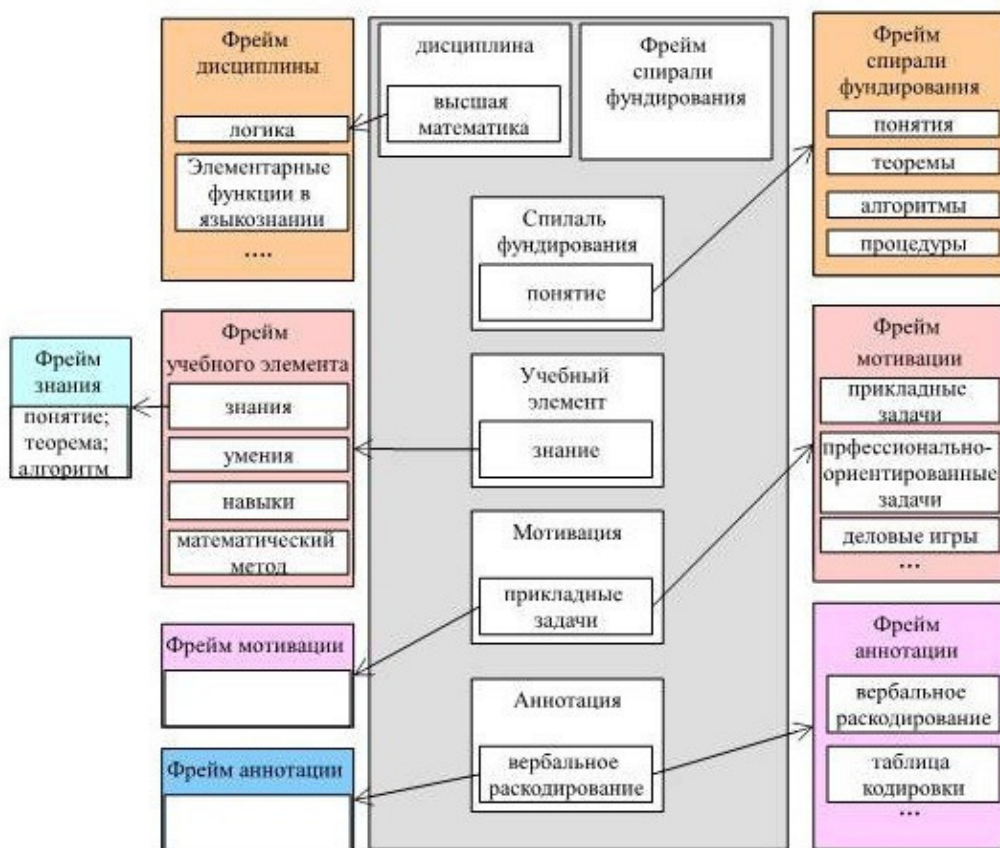 Фрейм
дисциплины
логика
Элементарные
функции в
языкознании
....
Фрейм
знания
понятие;
теорема;
алгоритм
Фрейм
учебного элемента
знания
умения
навыки
математический
метод
Фрейм мотивации
Фрейм аннотации
дисциплина
высшая
математика
Фрейм
спирали
фундирования
Спилаль
фундирования
понятие
Учебный
элемент
знание
Мотивация
прикладные
задачи
Аннотация
вербальное
раскодирование
Фрейм
спирали
фундирования
понятия
теоремы
алгоритмы
процедуры
Фрейм
мотивации
прикладные
задачи
прфессионально-
ориентированные
задачи
деловые игры
...
Фрейм
аннотации
вербальное
раскодирование
таблица
кодировки
...